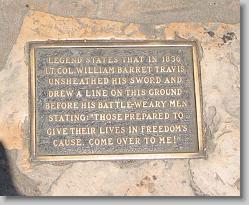 LEGEND STATES THAT IN 1836
LT. COL. WILLIAM BARRET TRAVIS
UNSHEATHED HIS SWORD AND
DREW A LINE ON THIS GROUND
BEFORE HIS BATTLE-WEARY MEN
STATING: "THOSE PREPARED TO
GIVE THEIR LIVES IN FREEDOM'S
CAUSE, COME OVER TO ME!"